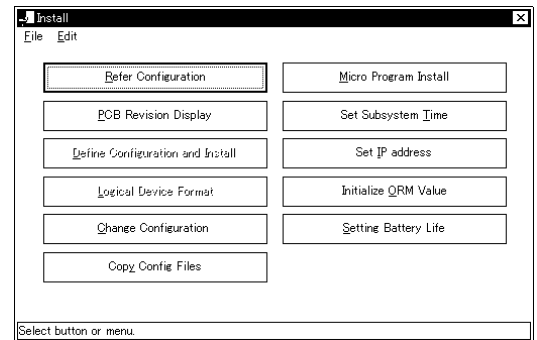 Install
File Edit
Refer Configuration
PCB Revision Display
Define Configuration and Install
Logical Device Format
Change Configuration
Copy Config Files
Micro Program Install
Set Subsystem Time
Set IP address
Initialize ORM Value
Setting Battery Life
Select button or menu.